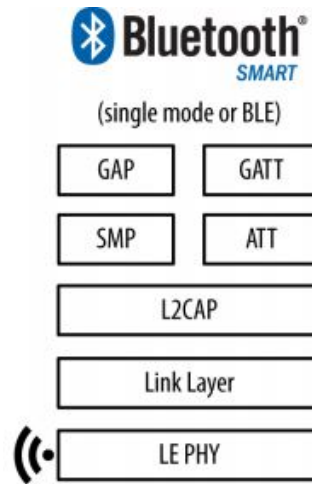 Bluetooth®
SMART
(single mode or BLE)
GAP GATT
SMP ATT
L2CAP
Link Layer
LE PHY